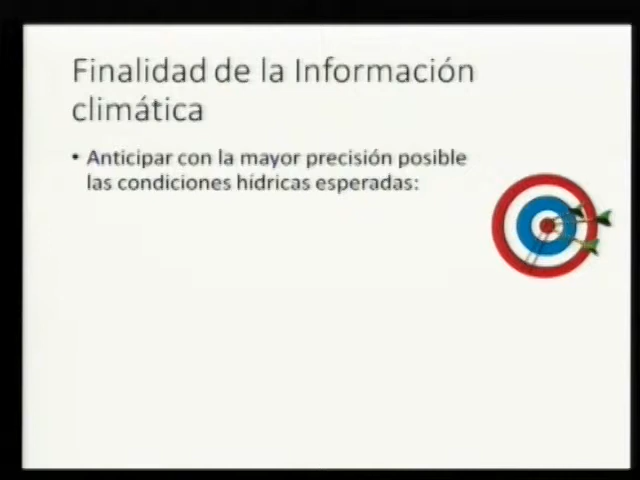 Finalidad de la Información
climática
• Anticipar con la mayor precisión posible
las condiciones hídricas esperadas: